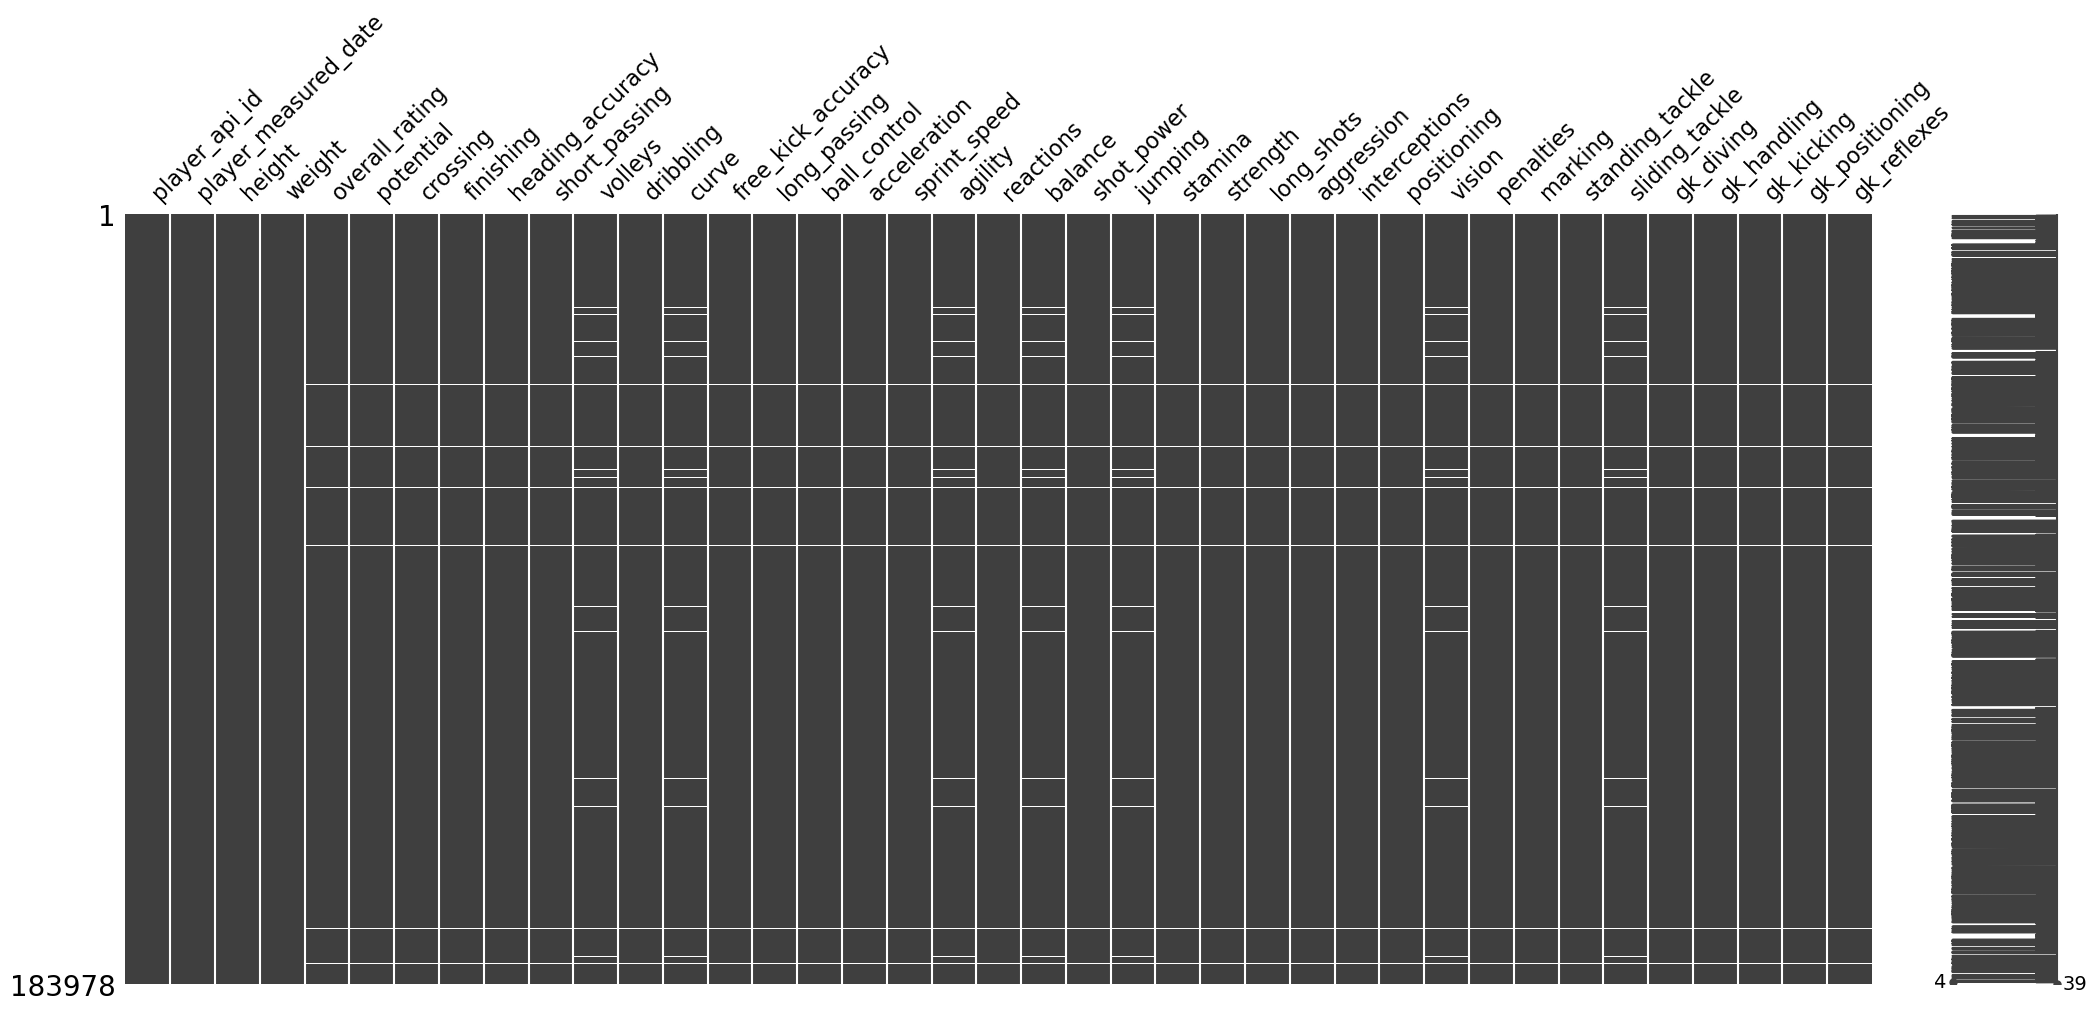 player_api_id
player_measured_date
height
weight
overall_rating
potential
crossing
finishing
heading_accuracy
short_passing
volleys
dribbling
curve
free_kick_accuracy
long_passing
ball_control
acceleration
sprint_speed
agility
reactions
balance
shot_power
jumping
stamina
strength
long_shots
aggression
interceptions
positioning
vision
penalties
marking
standing_tackle
sliding_tackle
gk_diving
gk_handling
gk_kicking
gk_positioning
gk_reflexes
1
183978
4
39